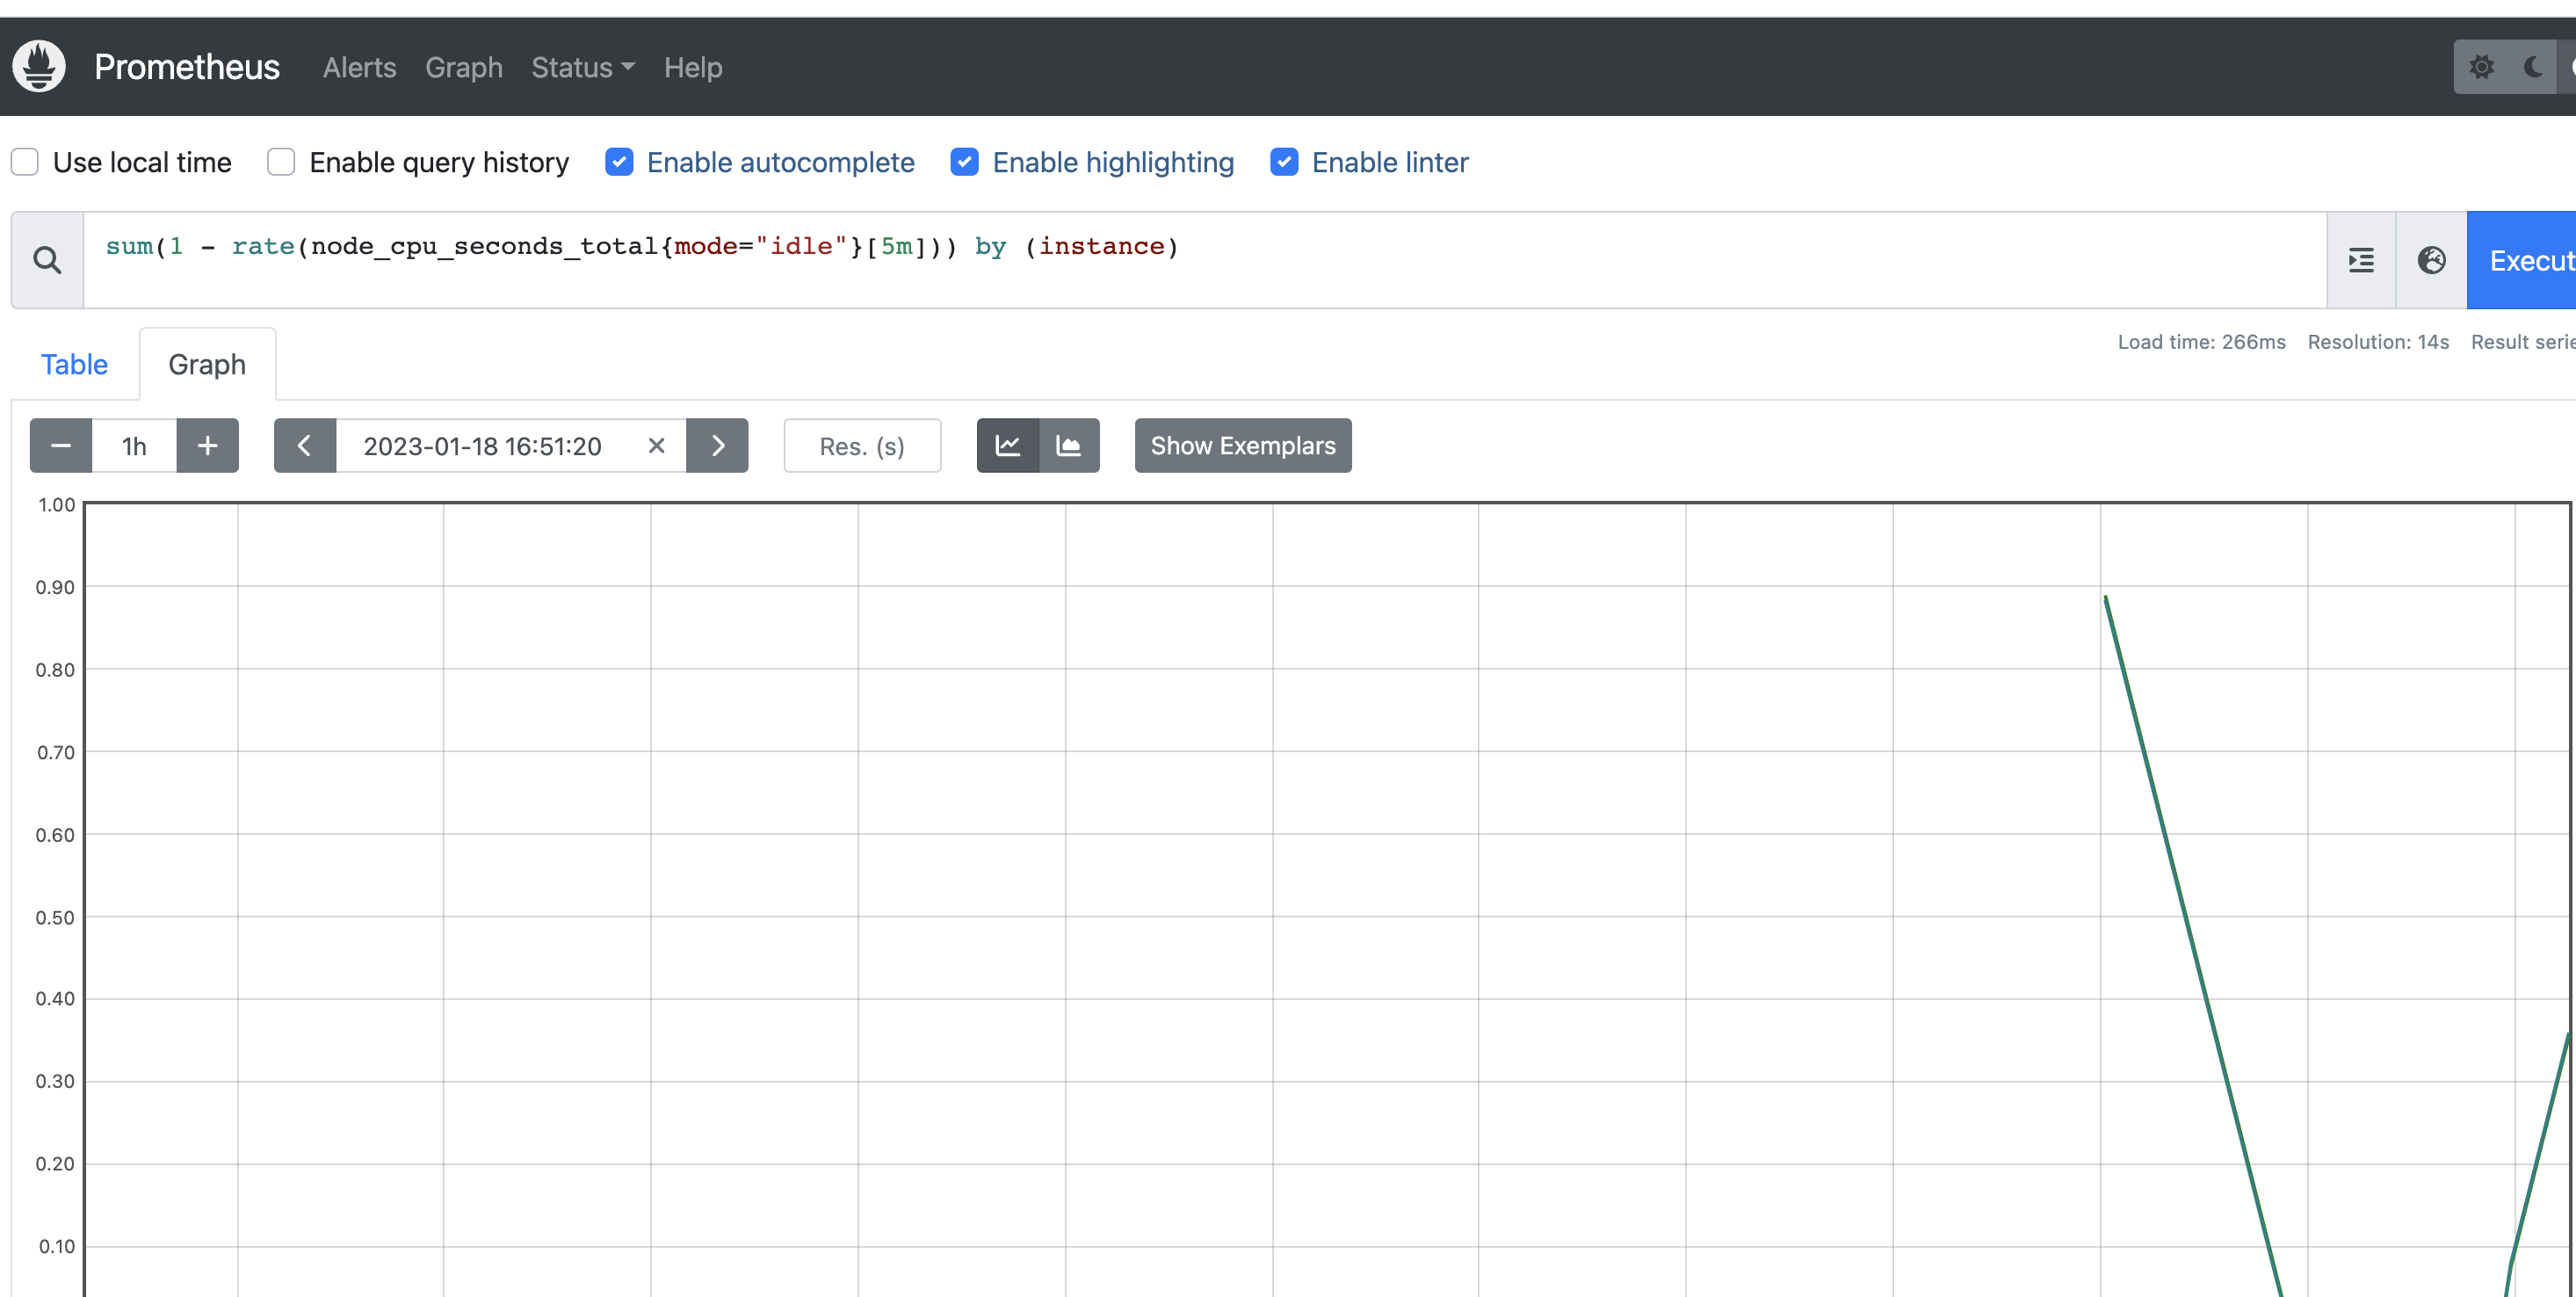 Prometheus Alerts Graph Status Help
Use local time Enable query history Enable autocomplete Enable highlighting Enable linter
sum(1 - rate(node_cpu_seconds_total{mode="idle"}[5m])) by (instance)
Execut
Load time: 266ms Resolution: 14s Result serie
Table Graph
1h 2023-01-18 16:51:20 Res. (s) Show Exemplars
1.00
0.90
0.80
0.70
0.60
0.50
0.40
0.30
0.20
0.10